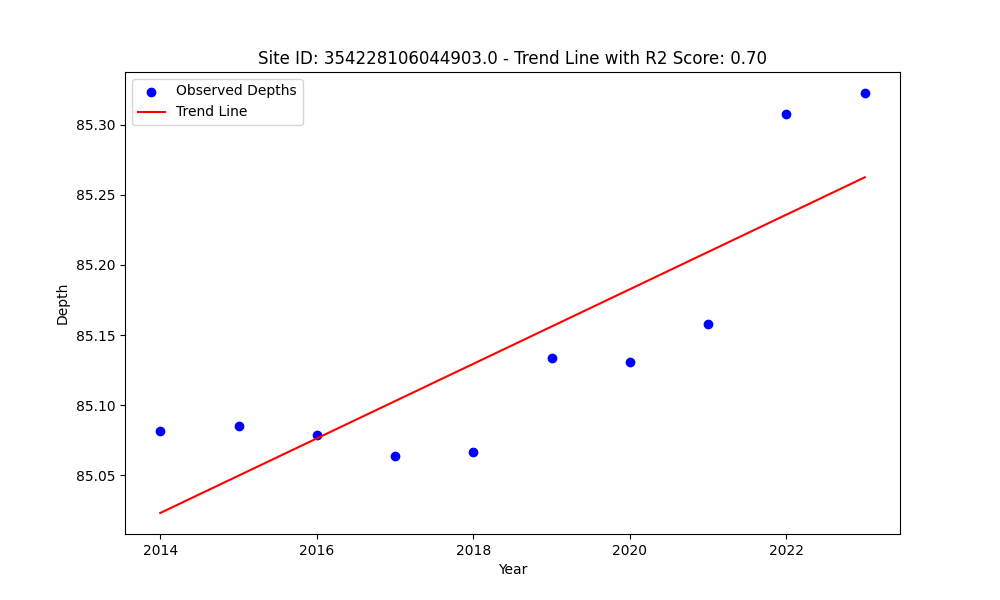 Site ID: 354228106044903.0 - Trend Line with R2 Score: 0.70
Observed Depths
Trend Line
85.30
85.25
85.20
85.15
85.10
85.05
Depth
2014 2016 2018 2020 2022
Year